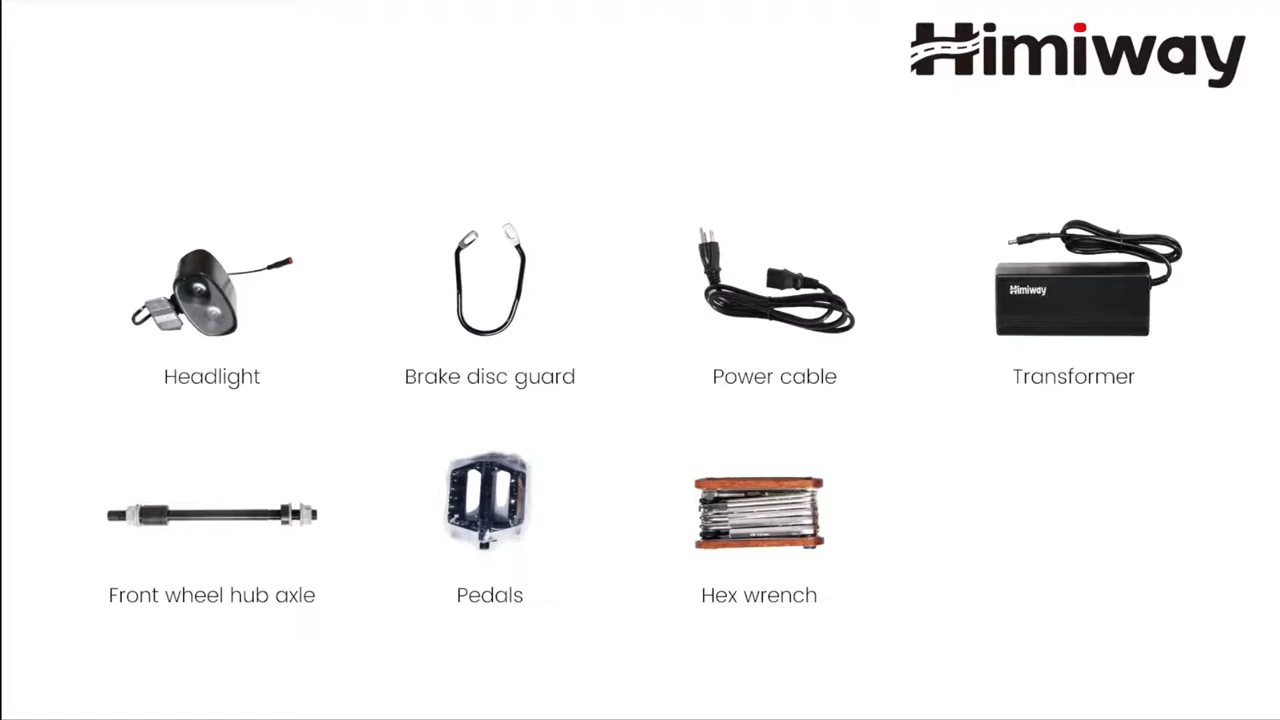 Himiway
Himiway
Headlight
Brake disc guard
Power cable
Transformer
Front wheel hub axle
Pedals
Hex wrench